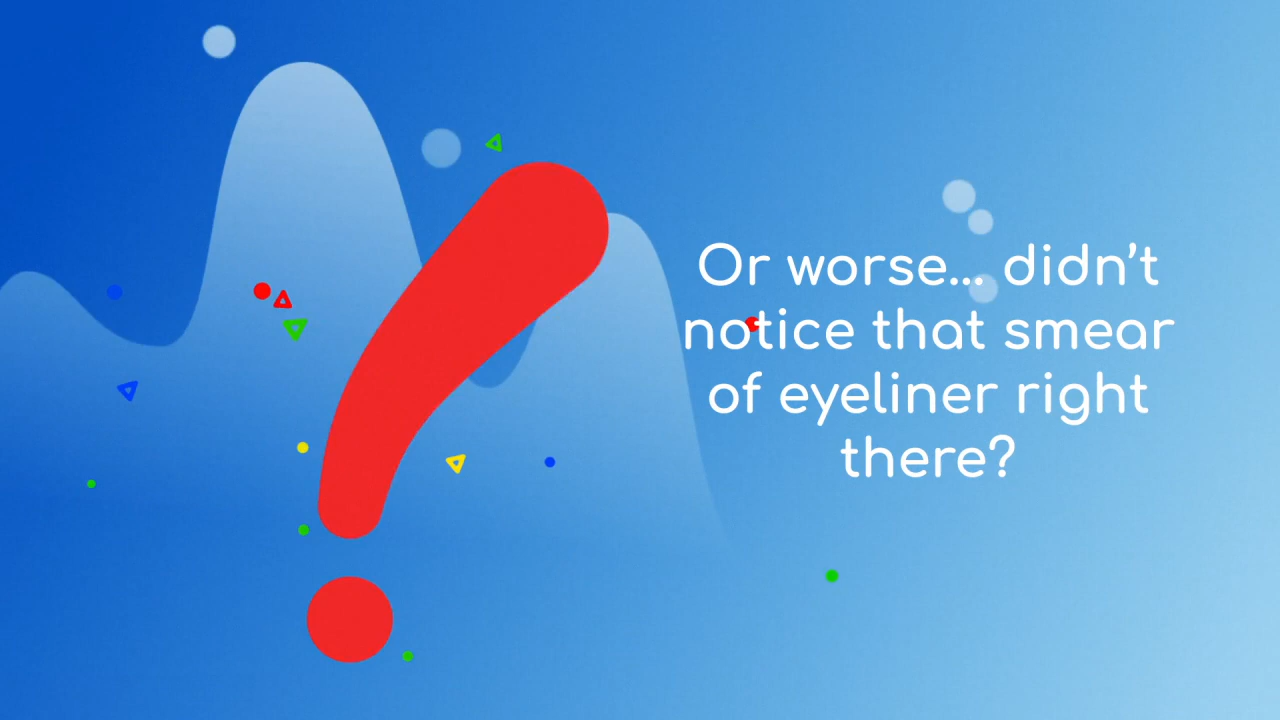 Or worse... didn’t
notice that smear
of eyeliner right
there?